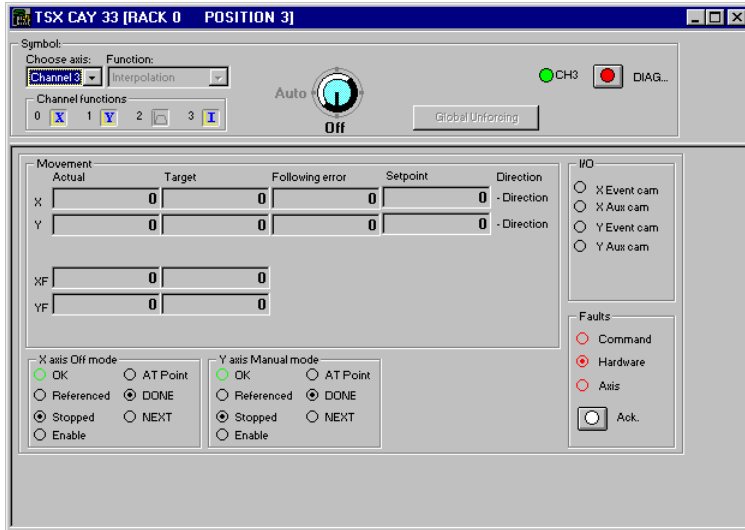 TSX CAY 33 [RACK 0 POSITION 3]
Symbol:
Choose axis: Function:
Channel 3 Interpolation
Channel functions
0 X 1 Y 2 3 I
Auto
Off
CH3 DIAG...
Global Unforcing
Movement
Actual Target Following error Setpoint Direction
X 0 0 0 0 - Direction
Y 0 0 0 0 - Direction
XF 0 0
YF 0 0
I/O
X Event cam
X Aux cam
Y Event cam
Y Aux cam
Faults
Command
Hardware
Axis
Ack.
X axis Off mode
OK AT Point
Referenced DONE
Stopped NEXT
Enable
Y axis Manual mode
OK AT Point
Referenced DONE
Stopped NEXT
Enable